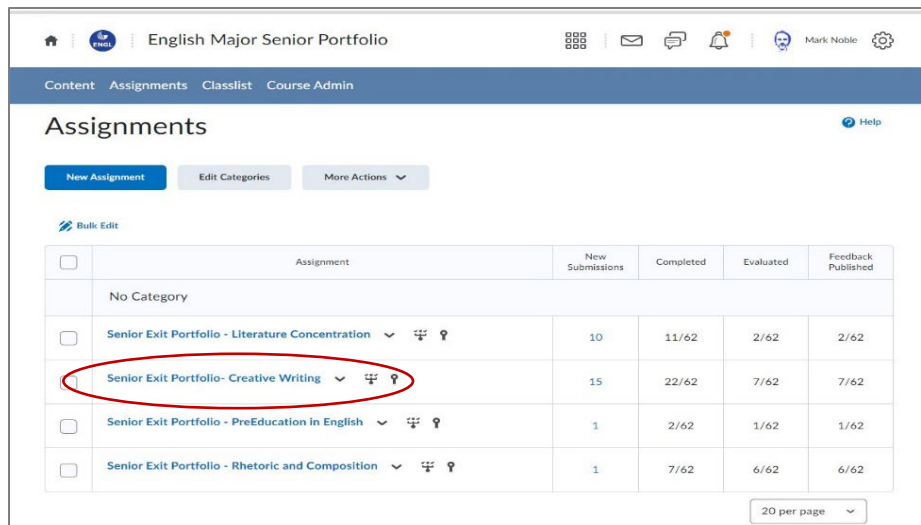 ENGL English Major Senior Portfolio Mark Noble
Content Assignments Classlist Course Admin
Assignments Help
New Assignment Edit Categories More Actions
Bulk Edit
Assignment New Submissions Completed Evaluated Feedback Published
No Category
Senior Exit Portfolio - Literature Concentration 10 11/62 2/62 2/62
Senior Exit Portfolio- Creative Writing 15 22/62 7/62 7/62
Senior Exit Portfolio - PreEducation in English 1 2/62 1/62 1/62
Senior Exit Portfolio - Rhetoric and Composition 1 7/62 6/62 6/62
20 per page